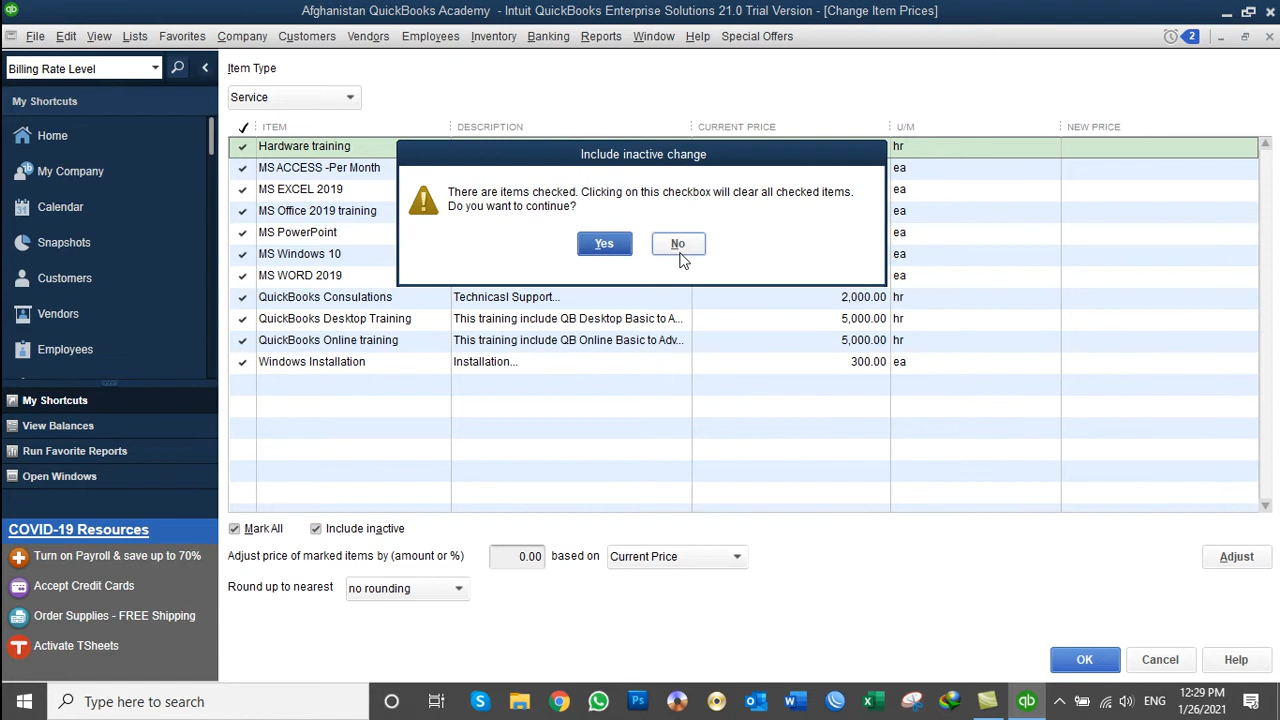 Afghanistan QuickBooks Academy - Intuit QuickBooks Enterprise Solutions 21.0 Trial Version - [Change Item Prices]
File Edit View Lists Favorites Company Customers Vendors Employees Inventory Banking Reports Window Help Special Offers 2
Billing Rate Level
My Shortcuts
Home
My Company
Calendar
Snapshots
Customers
Vendors
Employees
My Shortcuts
View Balances
Run Favorite Reports
Open Windows
COVID-19 Resources
Turn on Payroll & save up to 70%
Accept Credit Cards
Order Supplies - FREE Shipping
Activate TSheets
Item Type
Service
ITEM DESCRIPTION CURRENT PRICE U/M NEW PRICE
Hardware training hr
MS ACCESS -Per Month ea
MS EXCEL 2019 ea
MS Office 2019 training ea
MS PowerPoint ea
MS Windows 10 ea
MS WORD 2019 ea
QuickBooks Consulations Technicasl Support... 2,000.00 hr
QuickBooks Desktop Training This training include QB Desktop Basic to A... 5,000.00 hr
QuickBooks Online training This training include QB Online Basic to Adv... 5,000.00 hr
Windows Installation Installation... 300.00 ea
Include inactive change
There are items checked. Clicking on this checkbox will clear all checked items.
Do you want to continue?
Yes No
Mark All Include inactive
Adjust price of marked items by (amount or %) 0.00 based on Current Price Adjust
Round up to nearest no rounding
OK Cancel Help
Type here to search
ENG
12:29 PM
1/26/2021